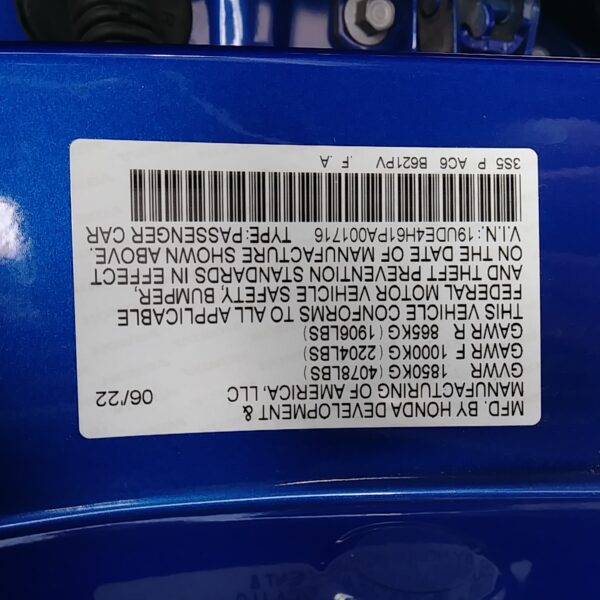 MFD. BY HONDA DEVELOPMENT &
MANUFACTURING OF AMERICA, LLC 06/22
GVWR 1850KG (4078LBS)
GAWR F 1000KG (2204LBS)
GAWR R 865KG (1906LBS)
THIS VEHICLE CONFORMS TO ALL APPLICABLE
FEDERAL MOTOR VEHICLE SAFETY, BUMPER,
AND THEFT PREVENTION STANDARDS IN EFFECT
ON THE DATE OF MANUFACTURE SHOWN ABOVE.
V.I.N.:19UDE4H61PA001716 TYPE:PASSENGER CAR
3S5 P AC6 B621PV .F .A